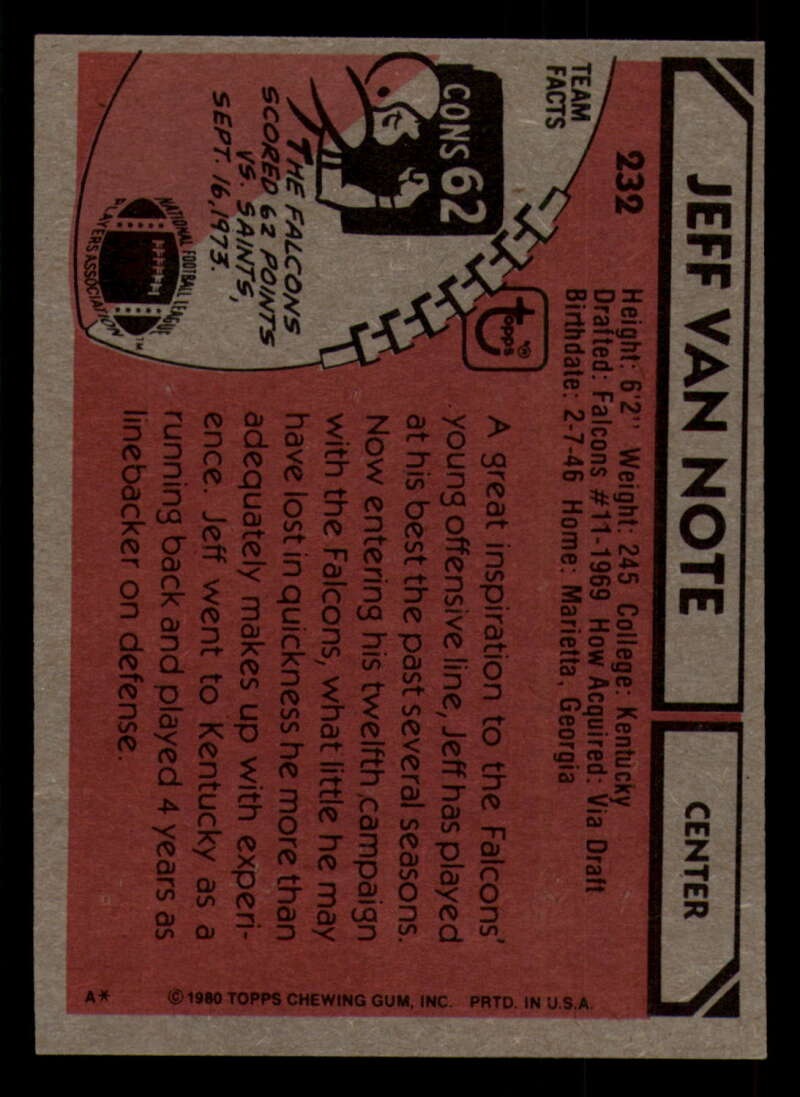 JEFF VAN NOTE
CENTER
232
Height: 6'2" Weight: 245 College: Kentucky
Drafted: Falcons #11-1969 How Acquired: Via Draft
Birthdate: 2-7-46 Home: Marietta, Georgia
TEAM
FACTS
CONS 62
THE FALCONS
SCORED 62 POINTS
VS. SAINTS,
SEPT. 16, 1973.
NATIONAL FOOTBALL LEAGUE
PLAYERS ASSOCIATION
TM
topps®
A great inspiration to the Falcons'
young offensive line, Jeff has played
at his best the past several seasons.
Now entering his twelfth campaign
with the Falcons, what little he may
have lost in quickness he more than
adequately makes up with experi-
ence. Jeff went to Kentucky as a
running back and played 4 years as
linebacker on defense.
A* © 1980 TOPPS CHEWING GUM, INC. PRTD. IN U.S.A.